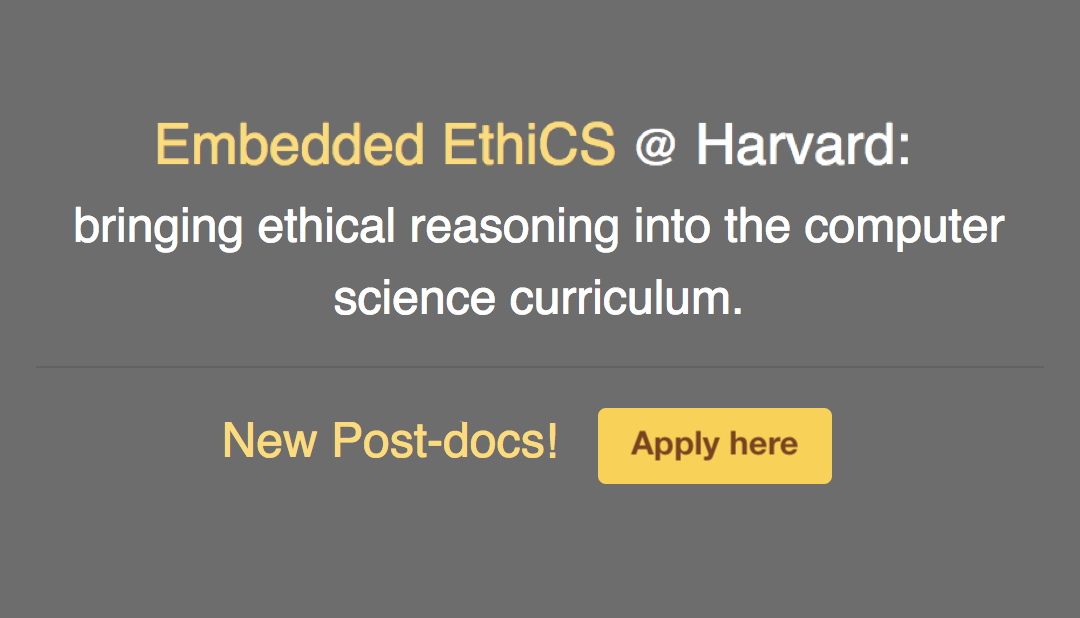 Embedded EthiCS @ Harvard:
bringing ethical reasoning into the computer
science curriculum.
New Post-docs! Apply here